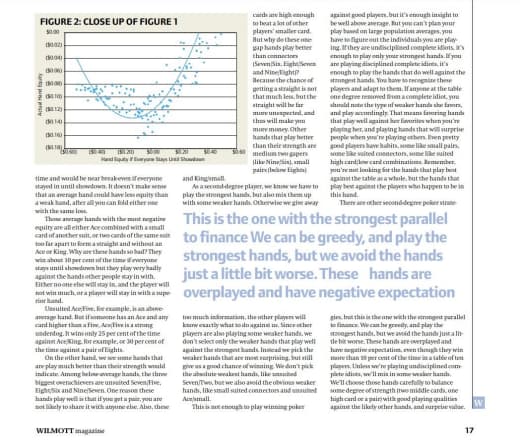 FIGURE 2: CLOSE UP OF FIGURE 1
$0.00
($0.02)
($0.04)
($0.06)
($0.08)
($0.10)
($0.12)
($0.14)
($0.16)
($0.18)
($0.60) ($0.40) ($0.20) $0.00 $0.20 $0.40 $0.60
Actual Need Equity
Hand Equity if Everyone Stays Until Showdown
time and would be near break-even if everyone
stayed in until showdown. It doesn't make sense
that an average hand could have less equity than
a weak hand, after all you can fold either one
with the same loss.
Those average hands with the most negative
equity are all either Ace combined with a small
card of another suit, or two cards of the same suit
too far apart to form a straight and without an
Ace or King. Why are these hands so bad? They
win about 10 per cent of the time if everyone
stays until showdown but they play very badly
against the hands other people stay in with.
Either no one else will stay in, and the player will
not win much, or a player will stay in with a supe-
rior hand.
Unsuited Ace/Five, for example, is an above-
average hand. But if someone has an Ace and any
card higher than a Five, Ace/Five is a strong
underdog. It wins only 25 per cent of the time
against Ace/King, for example, or 30 per cent of
the time against a pair of Eights.
On the other hand, we see some hands that
are play much better than their strength would
indicate. Among below-average hands, the three
biggest overachievers are unsuited Seven/Five,
Eight/Six and Nine/Seven. One reason these
hands play well is that if you get a pair, you are
not likely to share it with anyone else. Also, these
cards are high enough
to beat a lot of other
players' smaller card.
But why do these one
gap hands play better
than connectors
(Seven/Six, Eight/Seven
and Nine/Eight)?
Because the chance of
getting a straight is not
that much less, but the
straight will be far
more unexpected, and
thus will make you
more money. Other
hands that play better
than their strength are
medium two gapers
(like Nine/Six), small
pairs (below Eights)
and King/small.
As a second-degree player, we know we have to
play the strongest hands, but also mix them up
with some weaker hands. Otherwise we give away
This is the one with the strongest parallel
to finance We can be greedy, and play the
strongest hands, but we avoid the hands
just a little bit worse. These hands are
overplayed and have negative expectation
too much information, the other players will
know exactly what to do against us. Since other
players are also playing some weaker hands, we
don't select only the weaker hands that play well
against the strongest hands. Instead we pick the
weaker hands that are most surprising, but still
give us a good chance of winning. We don't pick
the absolute weakest hands, like unsuited
Seven/Two, but we also avoid the obvious weaker
hands, like small suited connectors and unsuited
Ace/small.
This is not enough to play winning poker
against good players, but it's enough insight to
be well above average. But you can't plan your
play based on large population averages, you
have to figure out the individuals you are play-
ing. If they are undisciplined complete idiots, it's
enough to play only your strongest hands. If you
are playing disciplined complete idiots, it's
enough to play the hands that do well against the
strongest hands. You have to recognize these
players and adapt to them. If anyone at the table
one degree removed from a complete idiot, you
should note the type of weaker hands she favors,
and play accordingly. That means favoring hands
that play well against her favorites when you're
playing her, and playing hands that will surprise
people when you're playing others. Even pretty
good players have habits, some like small pairs,
some like suited connectors, some like suited
high card/low card combinations. Remember,
you're not looking for the hands that play best
against the table as a whole, but the hands that
play best against the players who happen to be in
this hand.
There are other second-degree poker strate-
gies, but this is the one with the strongest parallel
to finance. We can be greedy, and play the
strongest hands, but we avoid the hands just a lit-
tle bit worse. These hands are overplayed and
have negative expectation, even though they win
more than 10 per cent of the time in a table of ten
players. Unless we're playing undisciplined com-
plete idiots, we'll mix in some weaker hands.
We'll choose those hands carefully to balance
some degree of strength (two middle cards, one
high card or a pair) with good playing qualities
against the likely other hands, and surprise value.
W
WILMOTT magazine
17